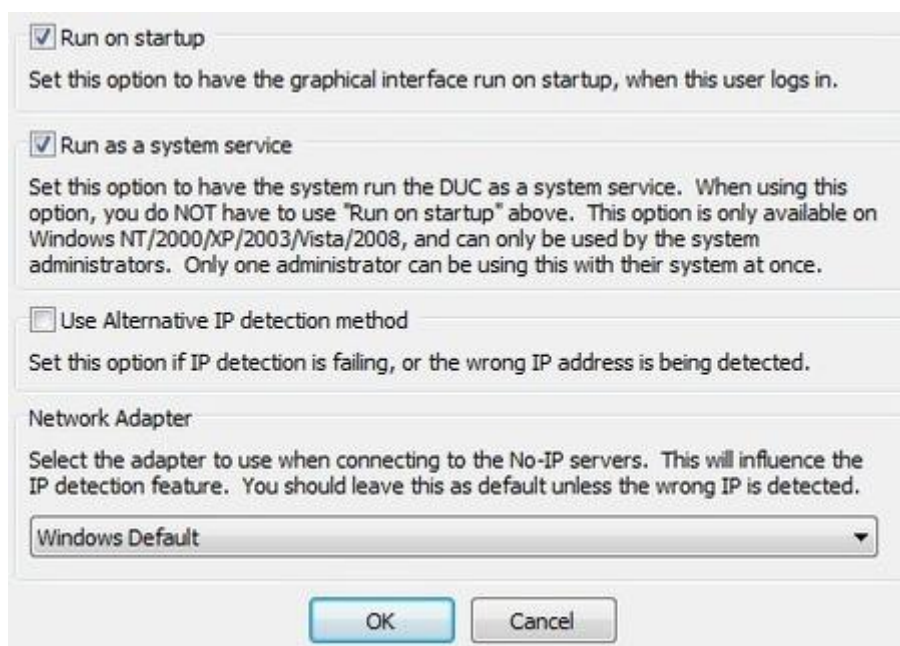 Run on startup
Set this option to have the graphical interface run on startup, when this user logs in.
Run as a system service
Set this option to have the system run the DUC as a system service. When using this
option, you do NOT have to use "Run on startup" above. This option is only available on
Windows NT/2000/XP/2003/Vista/2008, and can only be used by the system
administrators. Only one administrator can be using this with their system at once.
Use Alternative IP detection method
Set this option if IP detection is failing, or the wrong IP address is being detected.
Network Adapter
Select the adapter to use when connecting to the No-IP servers. This will influence the
IP detection feature. You should leave this as default unless the wrong IP is detected.
Windows Default
OK Cancel